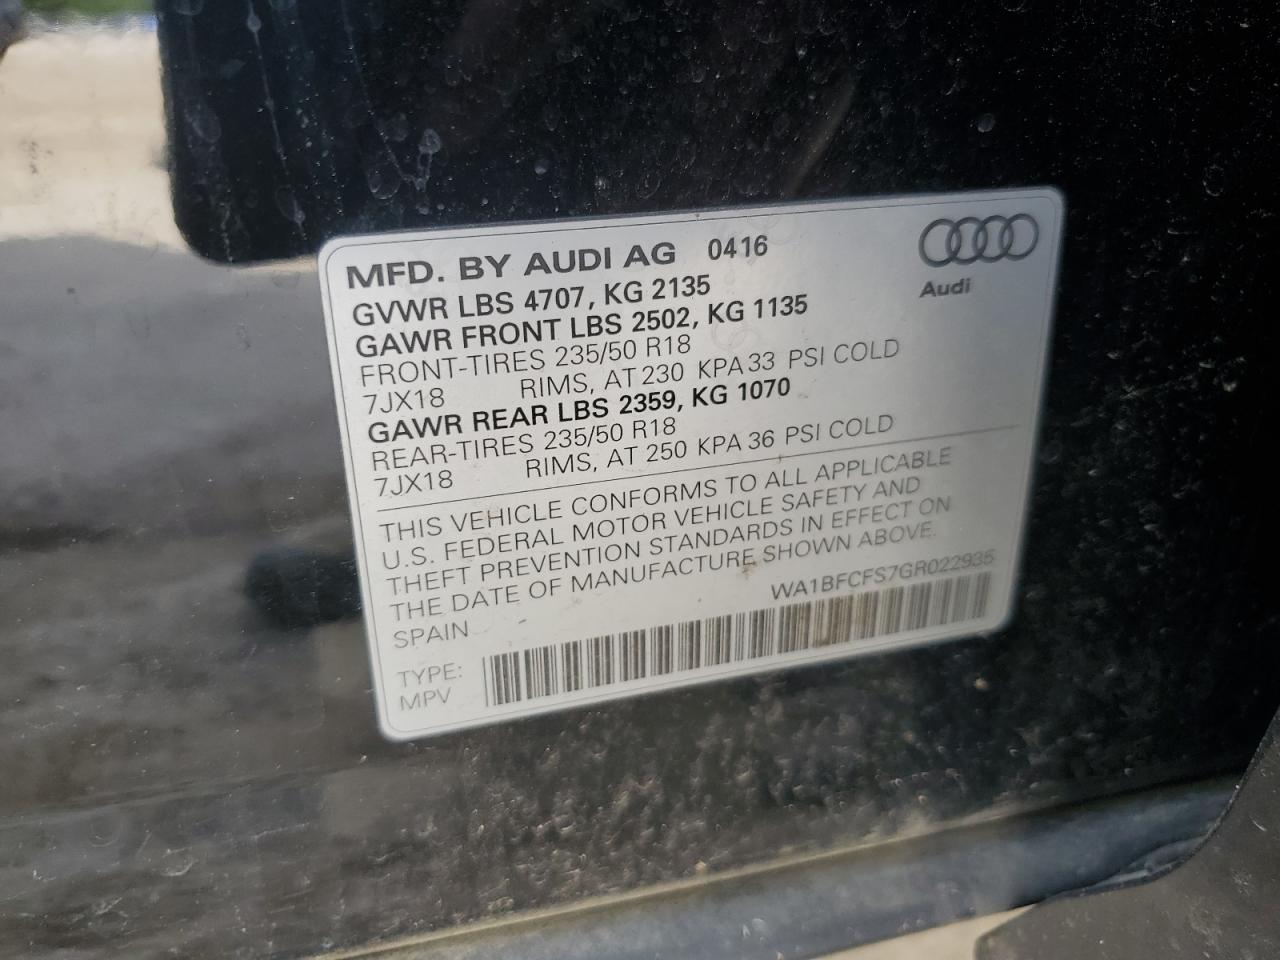 MFD. BY AUDI AG 0416
Audi
GVWR LBS 4707, KG 2135
GAWR FRONT LBS 2502, KG 1135
FRONT-TIRES 235/50 R18
7JX18 RIMS, AT 230 KPA 33 PSI COLD
GAWR REAR LBS 2359, KG 1070
REAR-TIRES 235/50 R18
7JX18 RIMS, AT 250 KPA 36 PSI COLD
THIS VEHICLE CONFORMS TO ALL APPLICABLE
U.S. FEDERAL MOTOR VEHICLE SAFETY AND
THEFT PREVENTION STANDARDS IN EFFECT ON
THE DATE OF MANUFACTURE SHOWN ABOVE.
SPAIN WA1BFCFS7GR022935
TYPE:
MPV